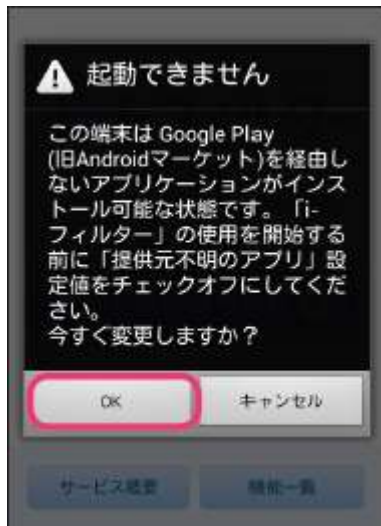 起動できません
この端末は Google Play
(旧Androidマーケット)を経由し
ないアプリケーションがインス
トール可能な状態です。「i-
フィルター」の使用を開始する
前に「提供元不明のアプリ」設
定値をチェックオフにしてくだ
さい。
今すぐ変更しますか？
OK
キャンセル
サービス概要
機能一覧